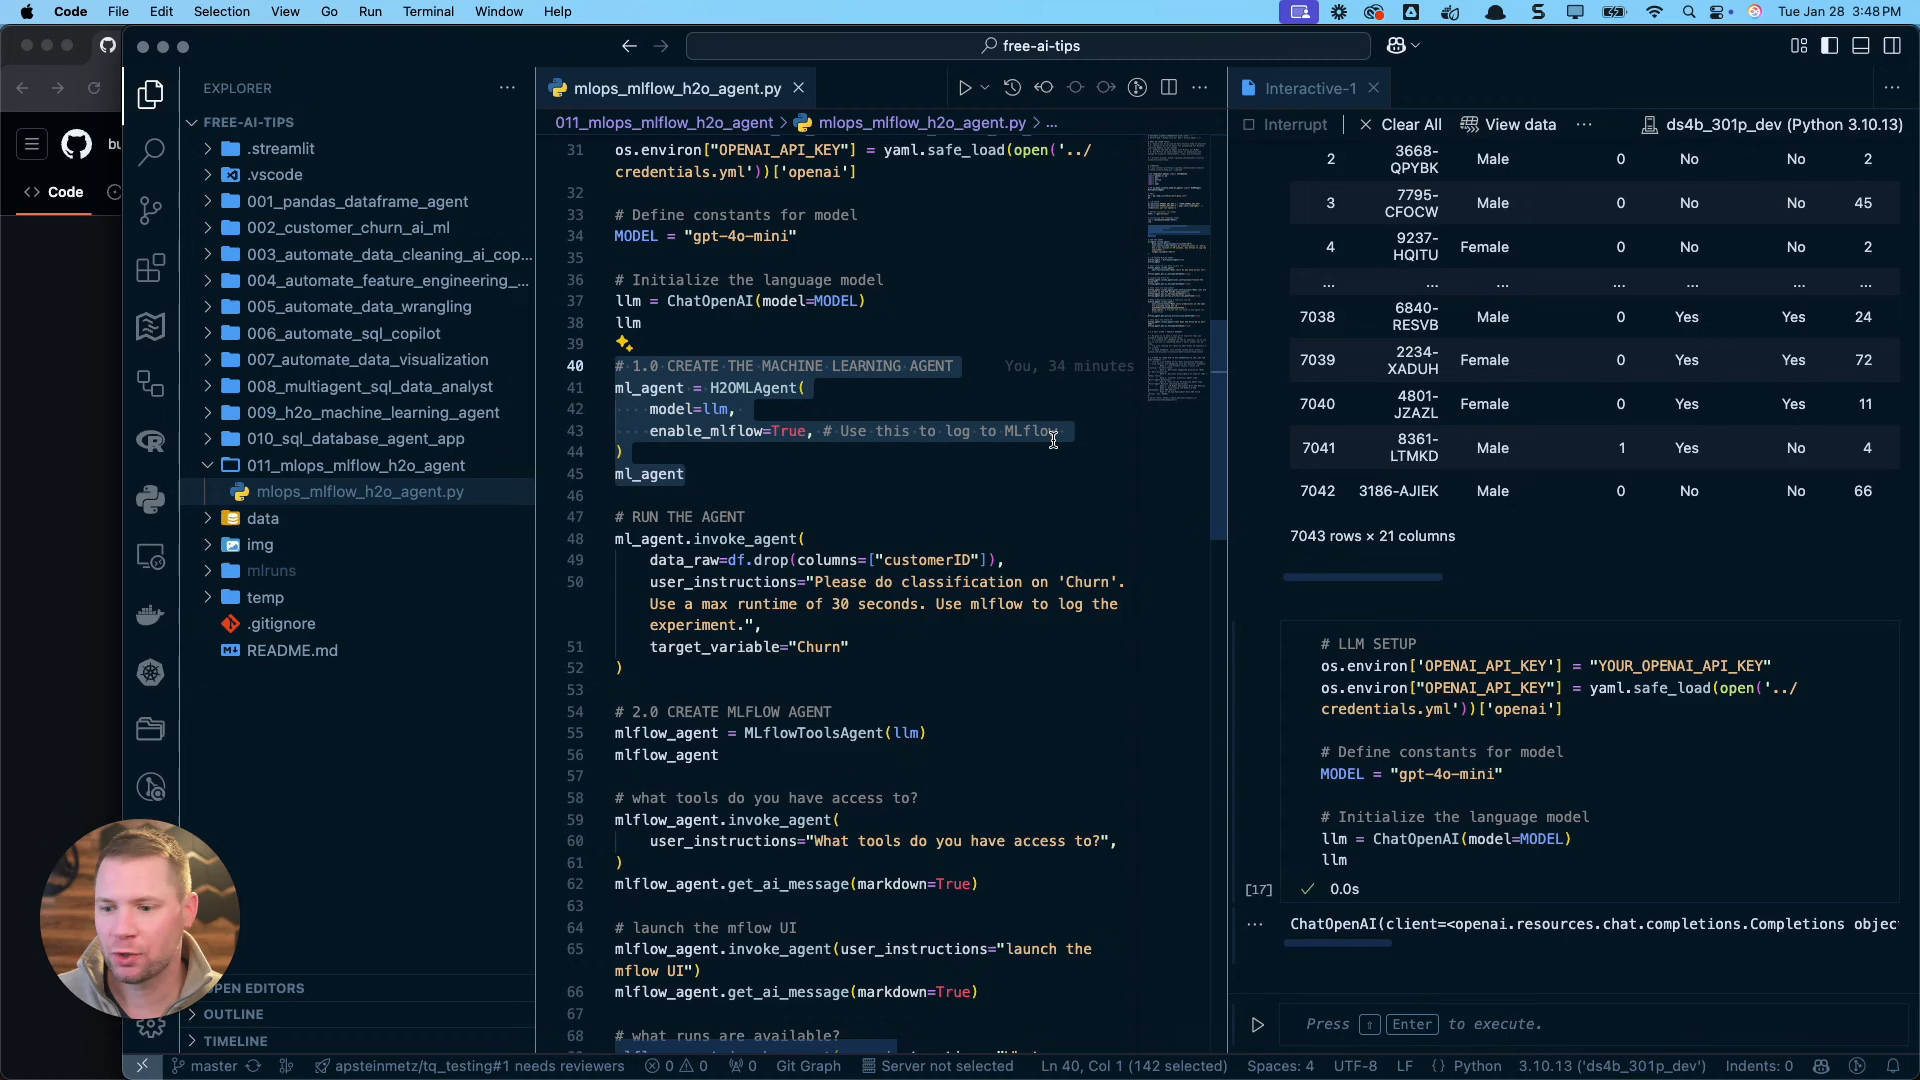 Code File Edit Selection View Go Run Terminal Window Help
Tue Jan 28 3:48 PM
free-ai-tips
Code
EXPLORER
FREE-AI-TIPS
.streamlit
.vscode
001_pandas_dataframe_agent
002_customer_churn_ai_ml
003_automate_data_cleaning_ai_cop...
004_automate_feature_engineering_...
005_automate_data_wrangling
006_automate_sql_copilot
007_automate_data_visualization
008_multiagent_sql_data_analyst
009_h2o_machine_learning_agent
010_sql_database_agent_app
011_mlops_mlflow_h2o_agent
mlops_mlflow_h2o_agent.py
data
img
mlruns
temp
.gitignore
README.md
OPEN EDITORS
OUTLINE
TIMELINE
mlops_mlflow_h2o_agent.py
011_mlops_mlflow_h2o_agent > mlops_mlflow_h2o_agent.py > ...
31 os.environ["OPENAI_API_KEY"] = yaml.safe_load(open('../
credentials.yml'))['openai']
32
33 # Define constants for model
34 MODEL = "gpt-4o-mini"
35
36 # Initialize the language model
37 llm = ChatOpenAI(model=MODEL)
38 llm
39
40 # 1.0 CREATE THE MACHINE LEARNING AGENT You, 34 minutes
41 ml_agent = H2OMLAgent(
42 model=llm,
43 enable_mlflow=True, # Use this to log to MLflow
44 )
45 ml_agent
46
47 # RUN THE AGENT
48 ml_agent.invoke_agent(
49 data_raw=df.drop(columns=["customerID"]),
50 user_instructions="Please do classification on 'Churn'.
Use a max runtime of 30 seconds. Use mlflow to log the
experiment.",
51 target_variable="Churn"
52 )
53
54 # 2.0 CREATE MLFLOW AGENT
55 mlflow_agent = MLflowToolsAgent(llm)
56 mlflow_agent
57
58 # what tools do you have access to?
59 mlflow_agent.invoke_agent(
60 user_instructions="What tools do you have access to?",
61 )
62 mlflow_agent.get_ai_message(markdown=True)
63
64 # launch the mflow UI
65 mlflow_agent.invoke_agent(user_instructions="launch the
mflow UI")
66 mlflow_agent.get_ai_message(markdown=True)
67
68 # what runs are available?
Interactive-1
Interrupt Clear All View data ... ds4b_301p_dev (Python 3.10.13)
2 3668-QPYBK Male 0 No No 2
3 7795-CFOCW Male 0 No No 45
4 9237-HQITU Female 0 No No 2
... ... ... ... ... ... ...
7038 6840-RESVB Male 0 Yes Yes 24
7039 2234-XADUH Female 0 Yes Yes 72
7040 4801-JZAZL Female 0 Yes Yes 11
7041 8361-LTMKD Male 1 Yes No 4
7042 3186-AJIEK Male 0 No No 66
7043 rows × 21 columns
# LLM SETUP
os.environ['OPENAI_API_KEY'] = "YOUR_OPENAI_API_KEY"
os.environ["OPENAI_API_KEY"] = yaml.safe_load(open('../
credentials.yml'))['openai']
# Define constants for model
MODEL = "gpt-4o-mini"
# Initialize the language model
llm = ChatOpenAI(model=MODEL)
llm
[17] 0.0s
... ChatOpenAI(client=<openai.resources.chat.completions.Completions objec
Press ⇧ Enter to execute.
master apsteinmetz/tq_testing#1 needs reviewers 0 0 0 Git Graph Server not selected Ln 40, Col 1 (142 selected) Spaces: 4 UTF-8 LF {} Python 3.10.13 ('ds4b_301p_dev') Indents: 0